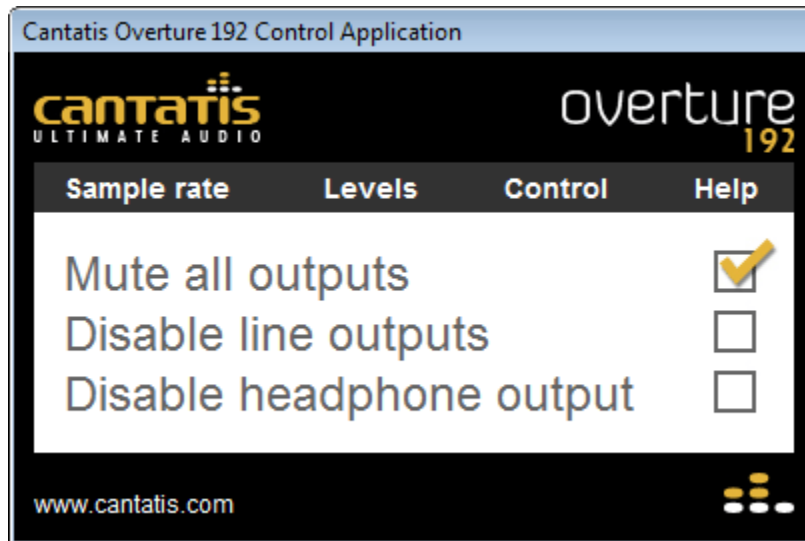 Cantatis Overture 192 Control Application
cantatis
ULTIMATE AUDIO
overture
192
Sample rate Levels Control Help
Mute all outputs
Disable line outputs
Disable headphone output
www.cantatis.com